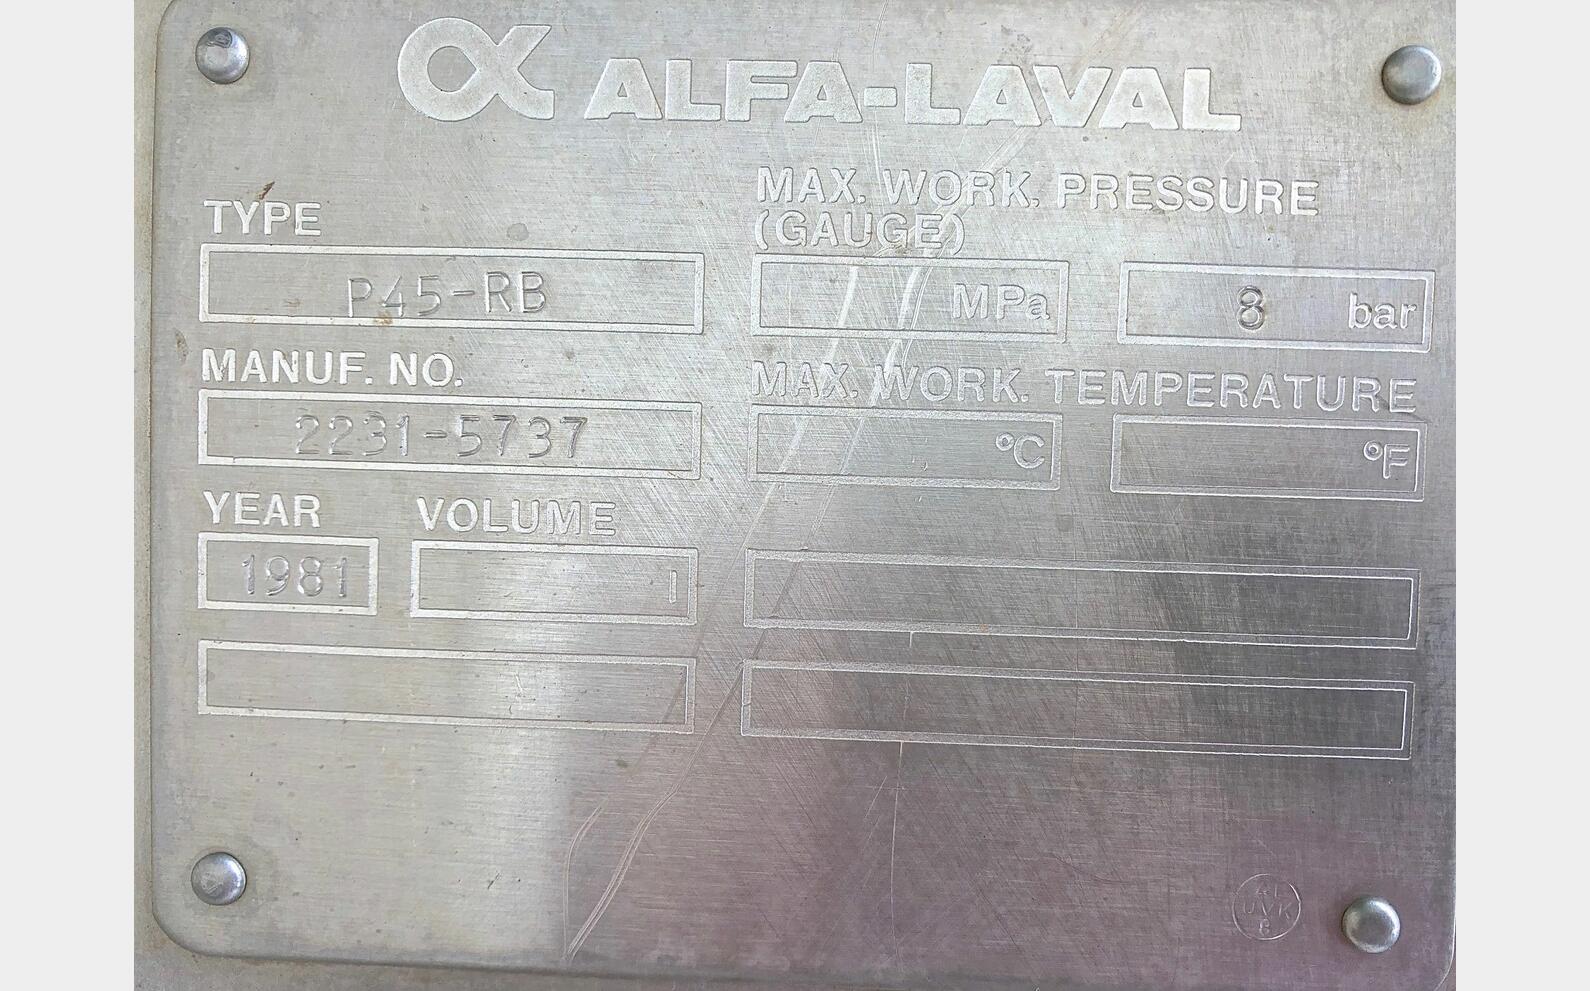 ALFA-LAVAL
TYPE
P45-RB
MANUF. NO.
2231-5737
YEAR
1981
VOLUME
l
MAX. WORK. PRESSURE
(GAUGE)
MPa
8 bar
MAX. WORK. TEMPERATURE
°C
°F
UVK